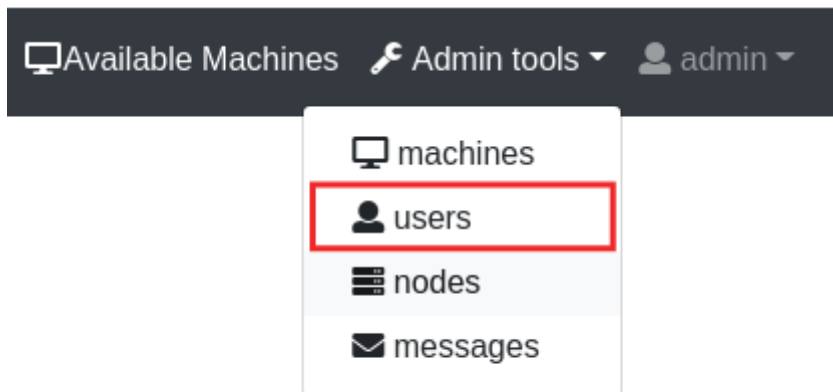 Available Machines Admin tools admin
machines
users
nodes
messages